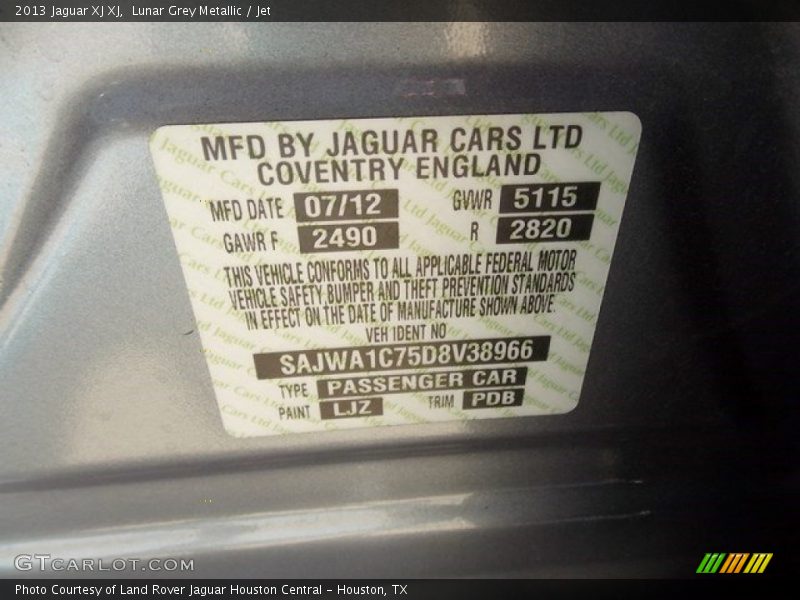 2013 Jaguar XJ XJ,  Lunar Grey Metallic / Jet
MFD BY JAGUAR CARS LTD
COVENTRY ENGLAND
MFD DATE 07/12 GVWR 5115
GAWR F 2490 R 2820
THIS VEHICLE CONFORMS TO ALL APPLICABLE FEDERAL MOTOR
VEHICLE SAFETY, BUMPER AND THEFT PREVENTION STANDARDS
IN EFFECT ON THE DATE OF MANUFACTURE SHOWN ABOVE.
VEH IDENT NO
SAJWA1C75D8V38966
TYPE PASSENGER CAR
PAINT LJZ TRIM PDB
GTCARLOT.COM
Photo Courtesy of Land Rover Jaguar Houston Central - Houston, TX